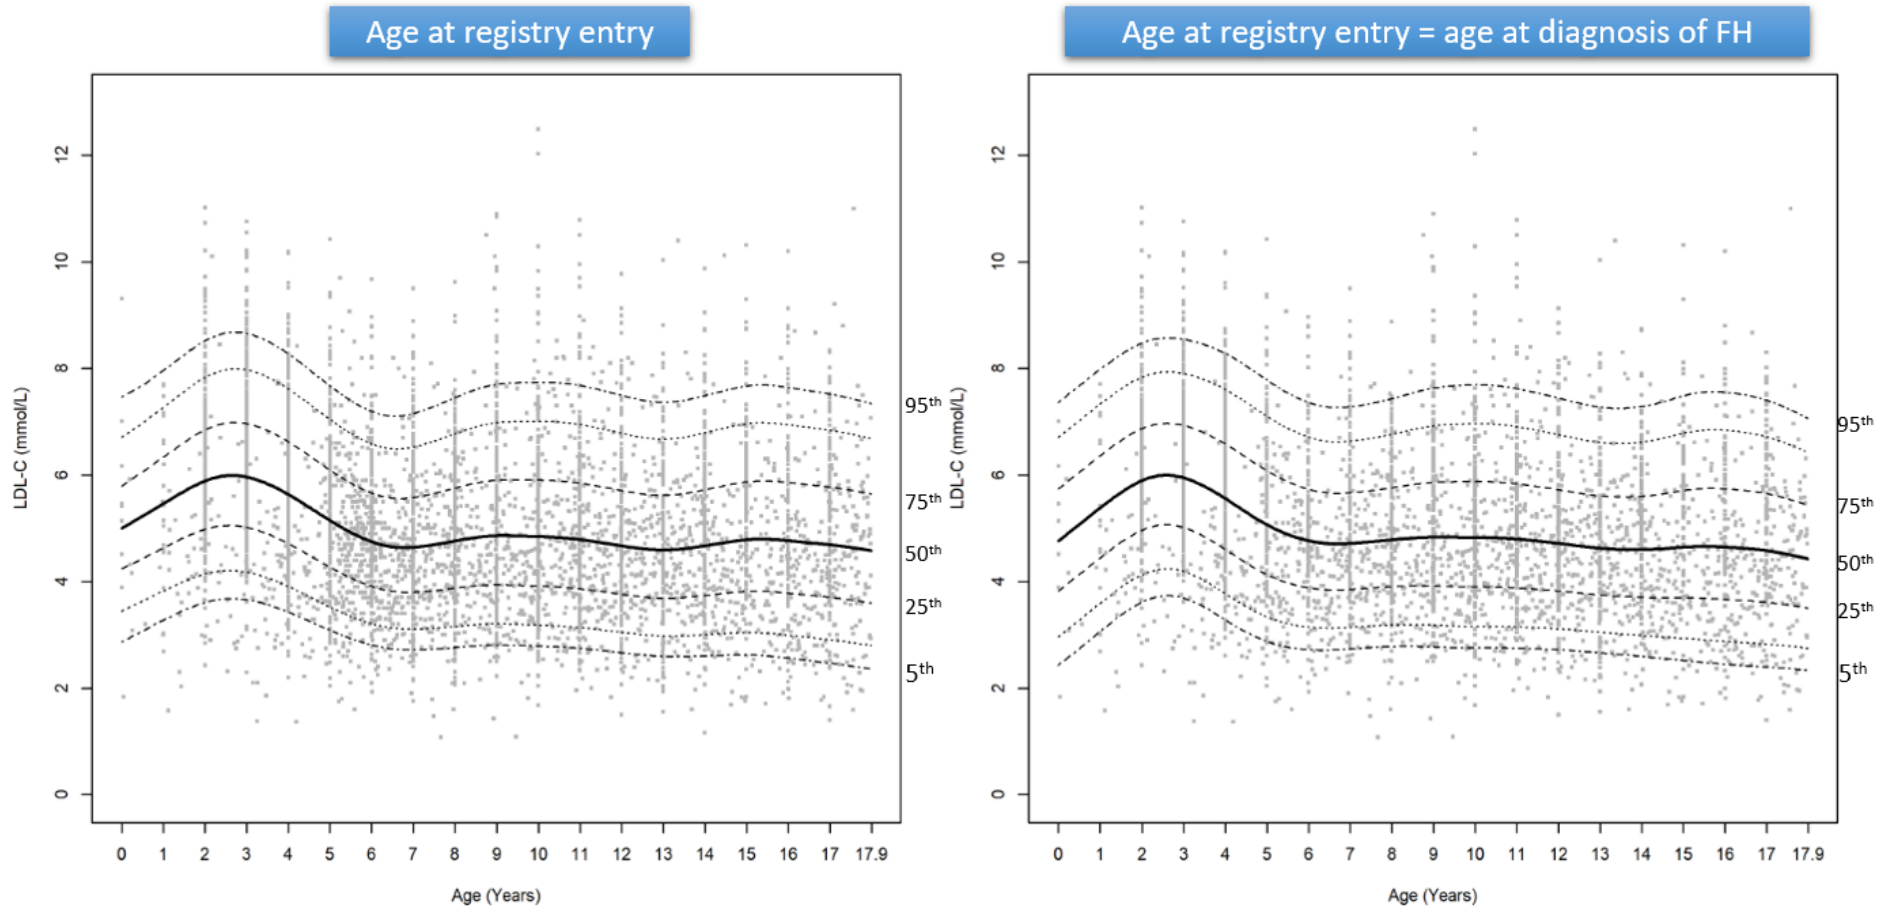 Age at registry entry
Age at registry entry = age at diagnosis of FH
LDL-C (mmol/L)
12
10
8
6
4
2
0
95th
75th
50th
25th
5th
0 1 2 3 4 5 6 7 8 9 10 11 12 13 14 15 16 17 17.9
Age (Years)
LDL-C (mmol/L)
12
10
8
6
4
2
0
95th
75th
50th
25th
5th
0 1 2 3 4 5 6 7 8 9 10 11 12 13 14 15 16 17 17.9
Age (Years)